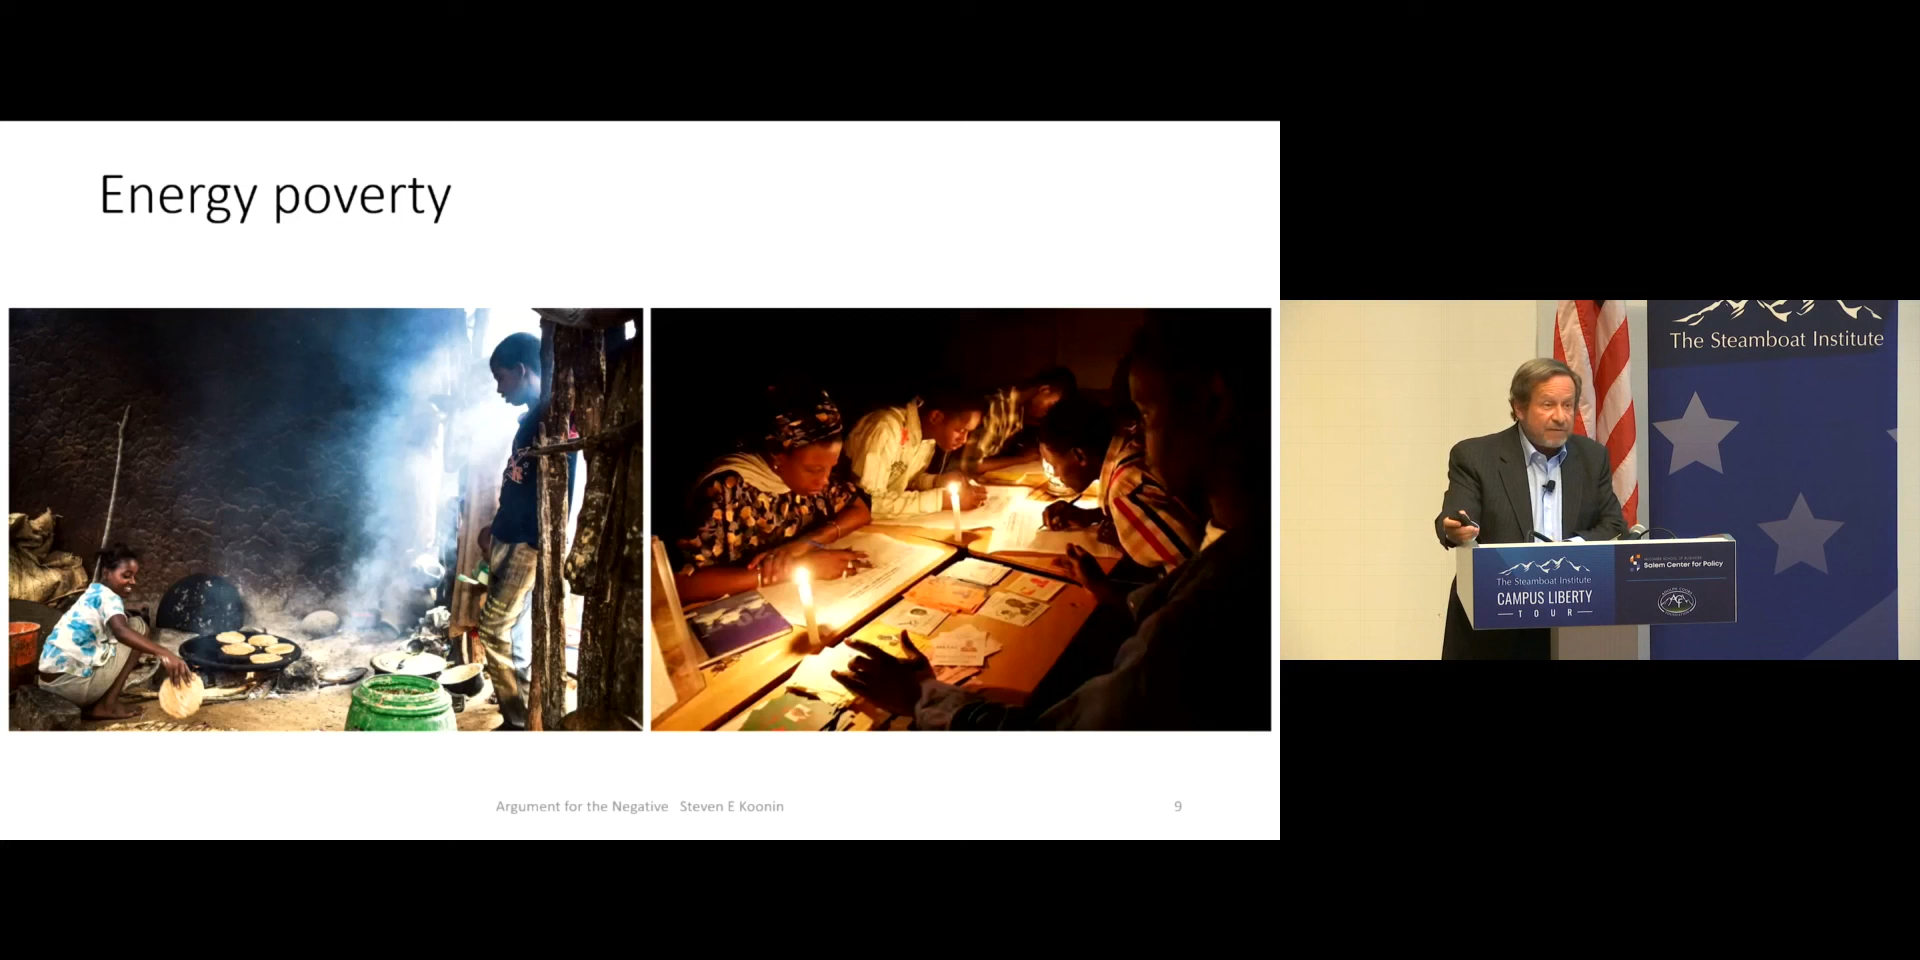 Energy poverty
Argument for the Negative Steven E Koonin
9
The Steamboat Institute
The Steamboat Institute
CAMPUS LIBERTY
TOUR
Salem Center for Policy